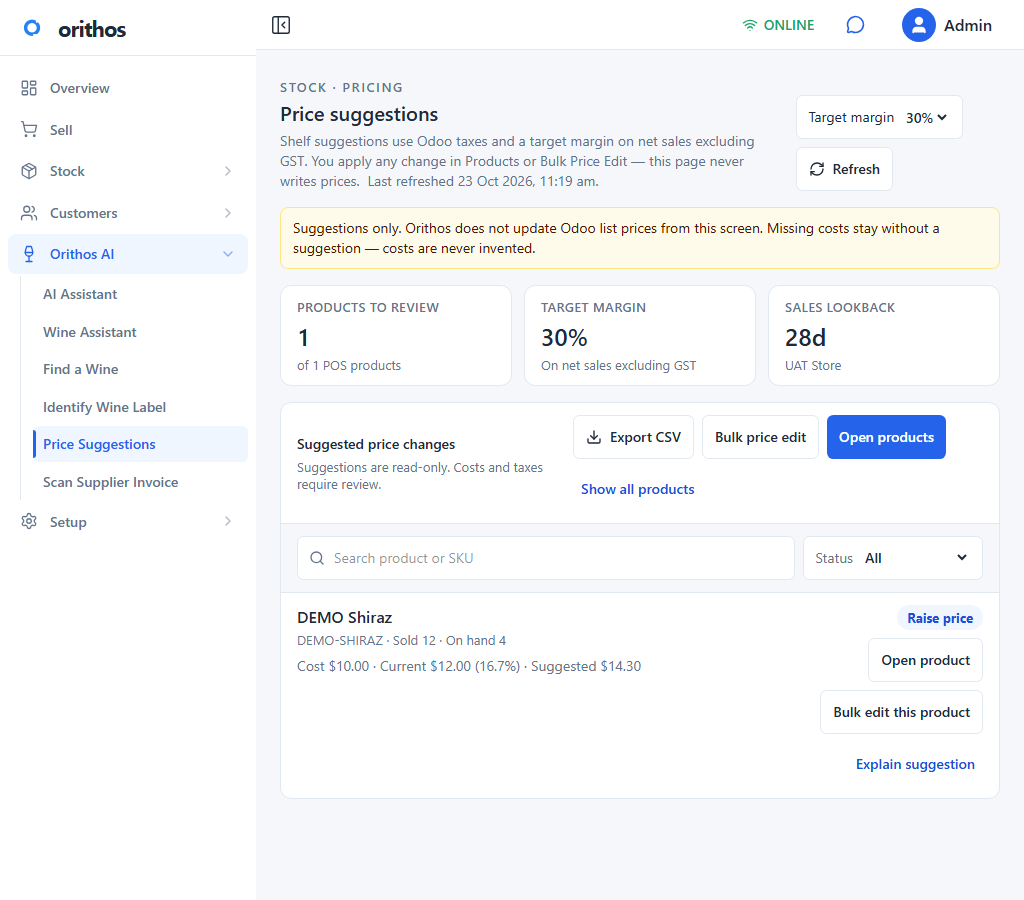 orithos
ONLINE
Admin
Overview
Sell
Stock
Customers
Orithos AI
AI Assistant
Wine Assistant
Find a Wine
Identify Wine Label
Price Suggestions
Scan Supplier Invoice
Setup
STOCK · PRICING
Price suggestions
Shelf suggestions use Odoo taxes and a target margin on net sales excluding
GST. You apply any change in Products or Bulk Price Edit — this page never
writes prices. Last refreshed 23 Oct 2026, 11:19 am.
Target margin 30%
Refresh
Suggestions only. Orithos does not update Odoo list prices from this screen. Missing costs stay without a
suggestion — costs are never invented.
PRODUCTS TO REVIEW
1
of 1 POS products
TARGET MARGIN
30%
On net sales excluding GST
SALES LOOKBACK
28d
UAT Store
Suggested price changes
Suggestions are read-only. Costs and taxes
require review.
Export CSV
Bulk price edit
Open products
Show all products
Search product or SKU
Status All
DEMO Shiraz
DEMO-SHIRAZ · Sold 12 · On hand 4
Cost $10.00 · Current $12.00 (16.7%) · Suggested $14.30
Raise price
Open product
Bulk edit this product
Explain suggestion